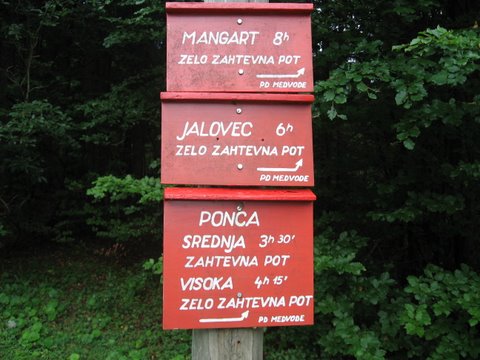 MANGART 8h
ZELO ZAHTEVNA POT
PD MEDVODE
JALOVEC 6h
ZELO ZAHTEVNA POT
PD MEDVODE
PONCA
SREDNJA 3h 30'
ZAHTEVNA POT
VISOKA 4h 15'
ZELO ZAHTEVNA POT
PD MEDVODE